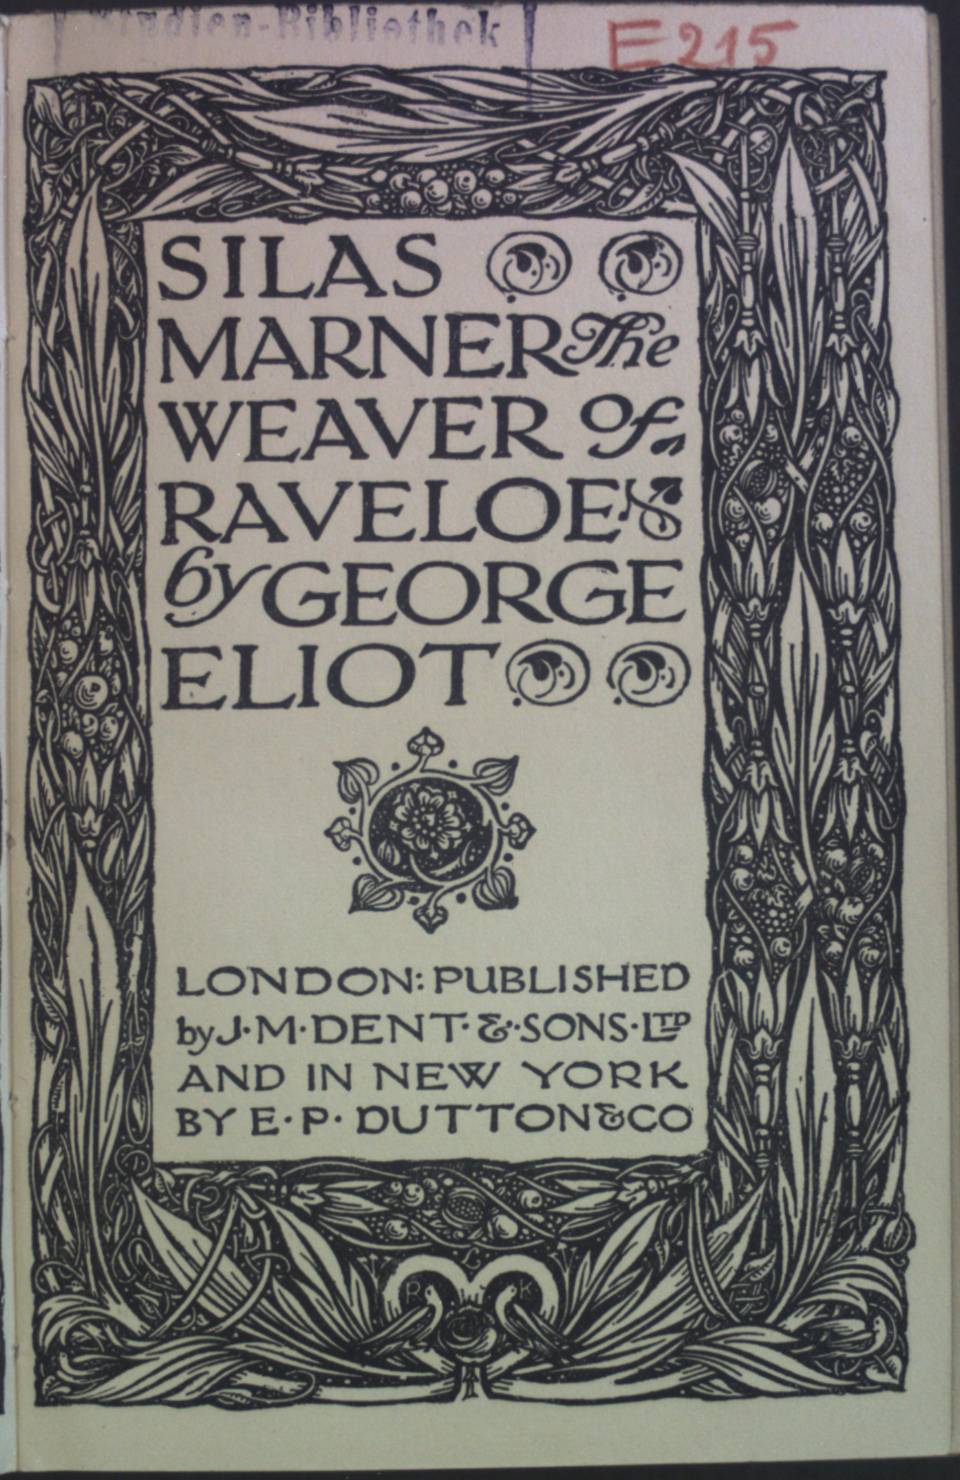 Studien-Bibliothek
E215
SILAS
MARNER The
WEAVER of
RAVELOE
by GEORGE
ELIOT
LONDON: PUBLISHED
by J·M·DENT·&·SONS·LTD
AND IN NEW YORK
BY E·P·DUTTON & CO
R K